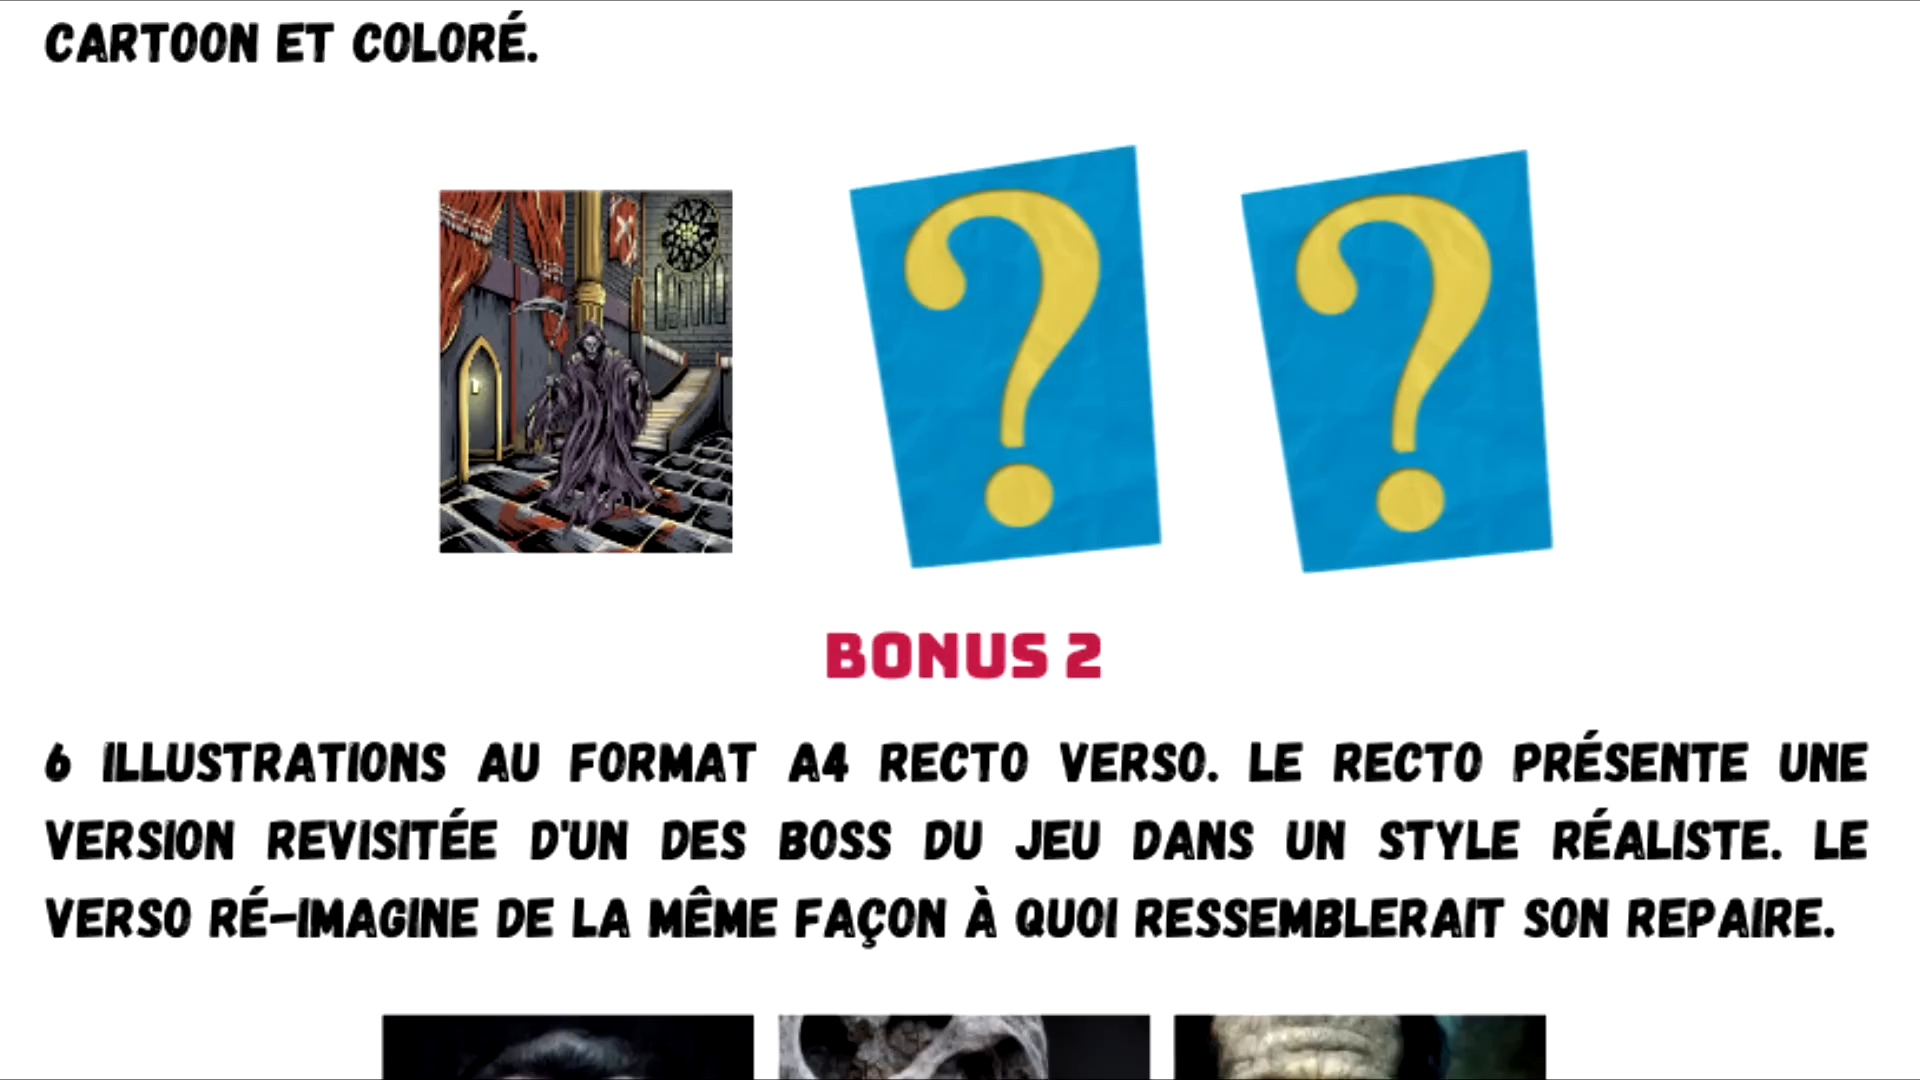 CARTOON ET COLORÉ.
? ?
BONUS 2
6 ILLUSTRATIONS AU FORMAT A4 RECTO VERSO. LE RECTO PRÉSENTE UNE
VERSION REVISITÉE D'UN DES BOSS DU JEU DANS UN STYLE RÉALISTE. LE
VERSO RÉ-IMAGINE DE LA MÊME FAÇON À QUOI RESSEMBLERAIT SON REPAIRE.